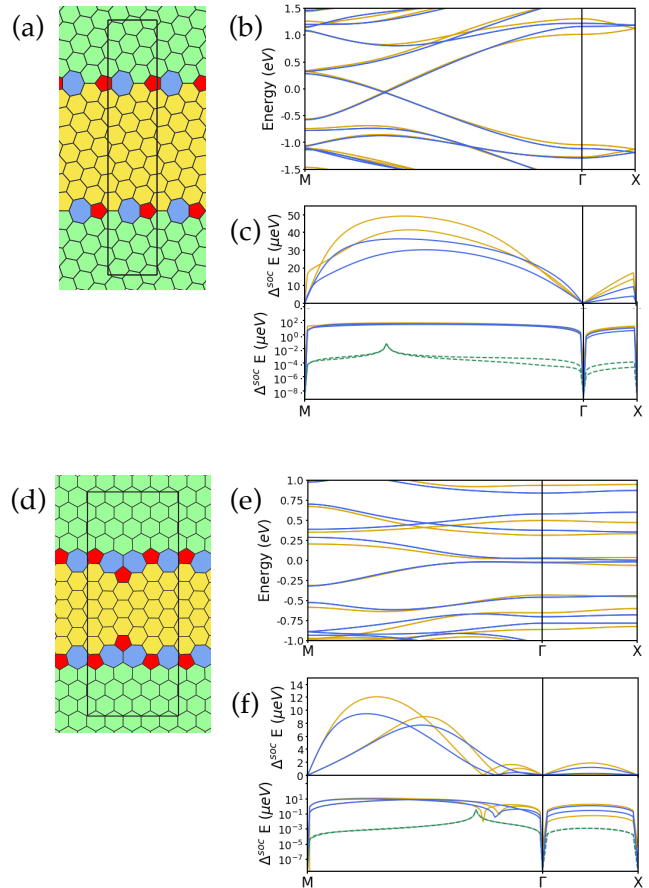 (a)
(b)
Energy (eV)
1.5
1.0
0.5
0.0
-0.5
-1.0
-1.5
M Γ X
(c)
Δ^soc E (μeV)
50
40
30
20
10
0
Δ^soc E (μeV)
10^2
10^0
10^-2
10^-4
10^-6
10^-8
M Γ X
(d)
(e)
Energy (eV)
1.0
0.75
0.5
0.25
0.0
-0.25
-0.5
-0.75
-1.0
M Γ X
(f)
Δ^soc E (μeV)
14
12
10
8
6
4
2
0
Δ^soc E (μeV)
10^1
10^-1
10^-3
10^-5
10^-7
M Γ X